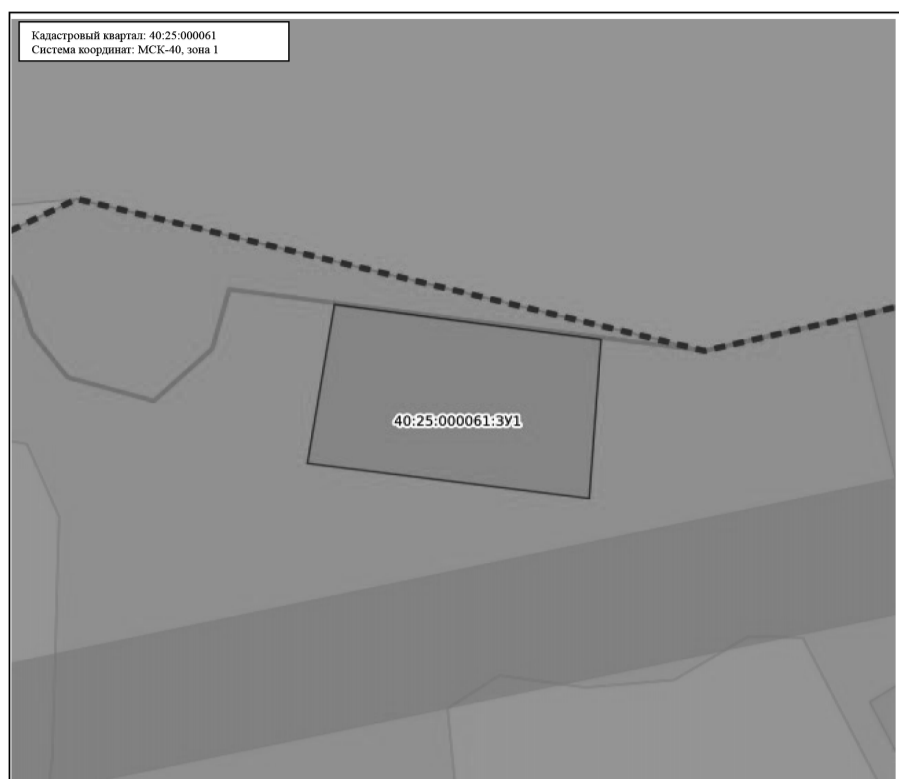 Кадастровый квартал: 40:25:000061
Система координат: МСК-40, зона 1
40:25:000061:ЗУ1